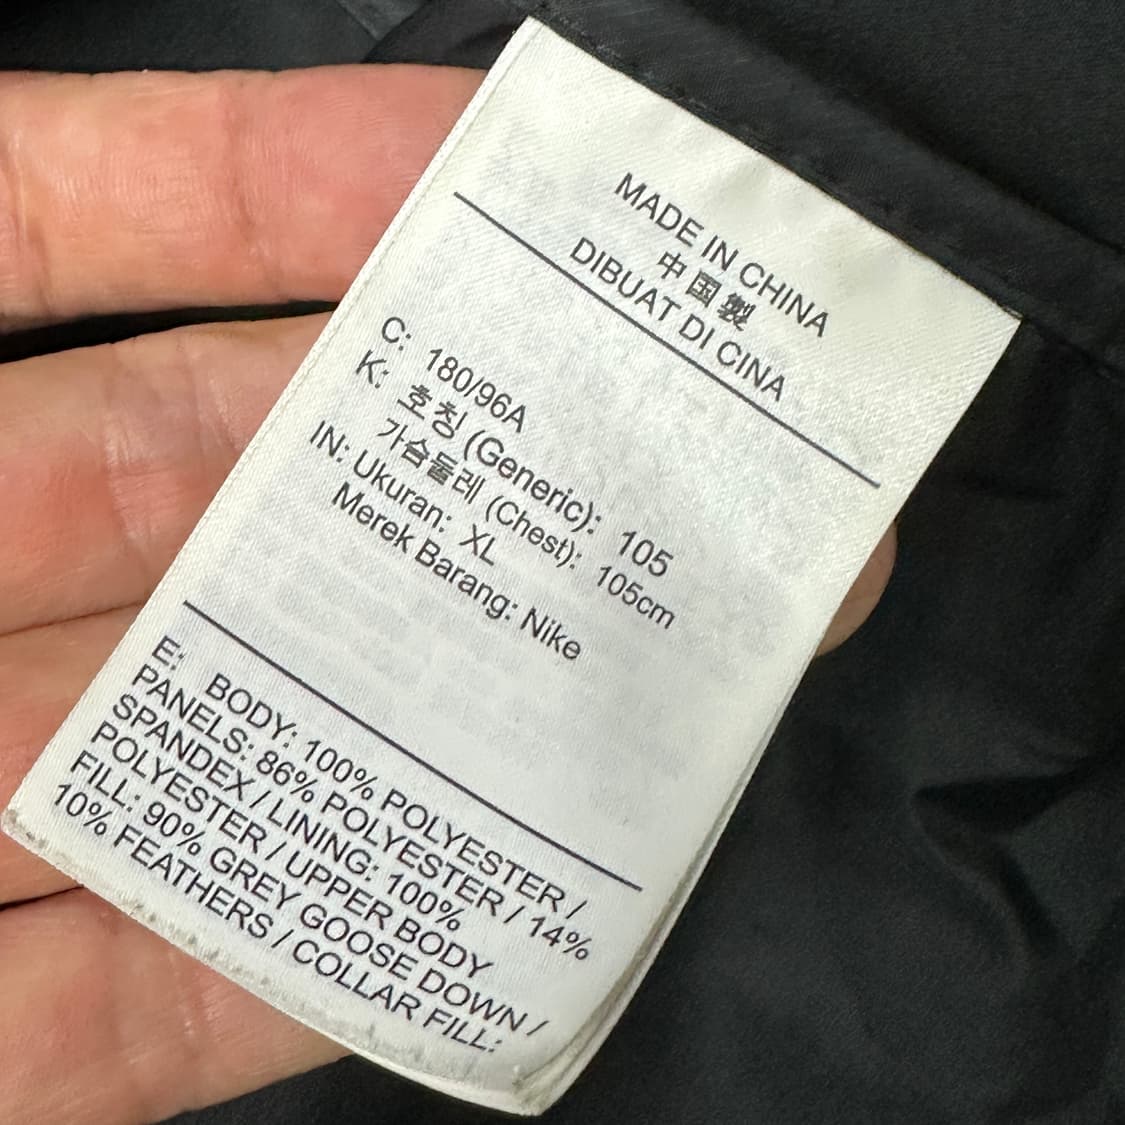 MADE IN CHINA
中国製
DIBUAT DI CINA
C: 180/96A
K: 호칭 (Generic): 105
가슴둘레 (Chest): 105cm
IN: Ukuran: XL
Merek Barang: Nike
E: BODY: 100% POLYESTER /
PANELS: 86% POLYESTER / 14%
SPANDEX / LINING: 100%
POLYESTER / UPPER BODY
FILL: 90% GREY GOOSE DOWN /
10% FEATHERS / COLLAR FILL: